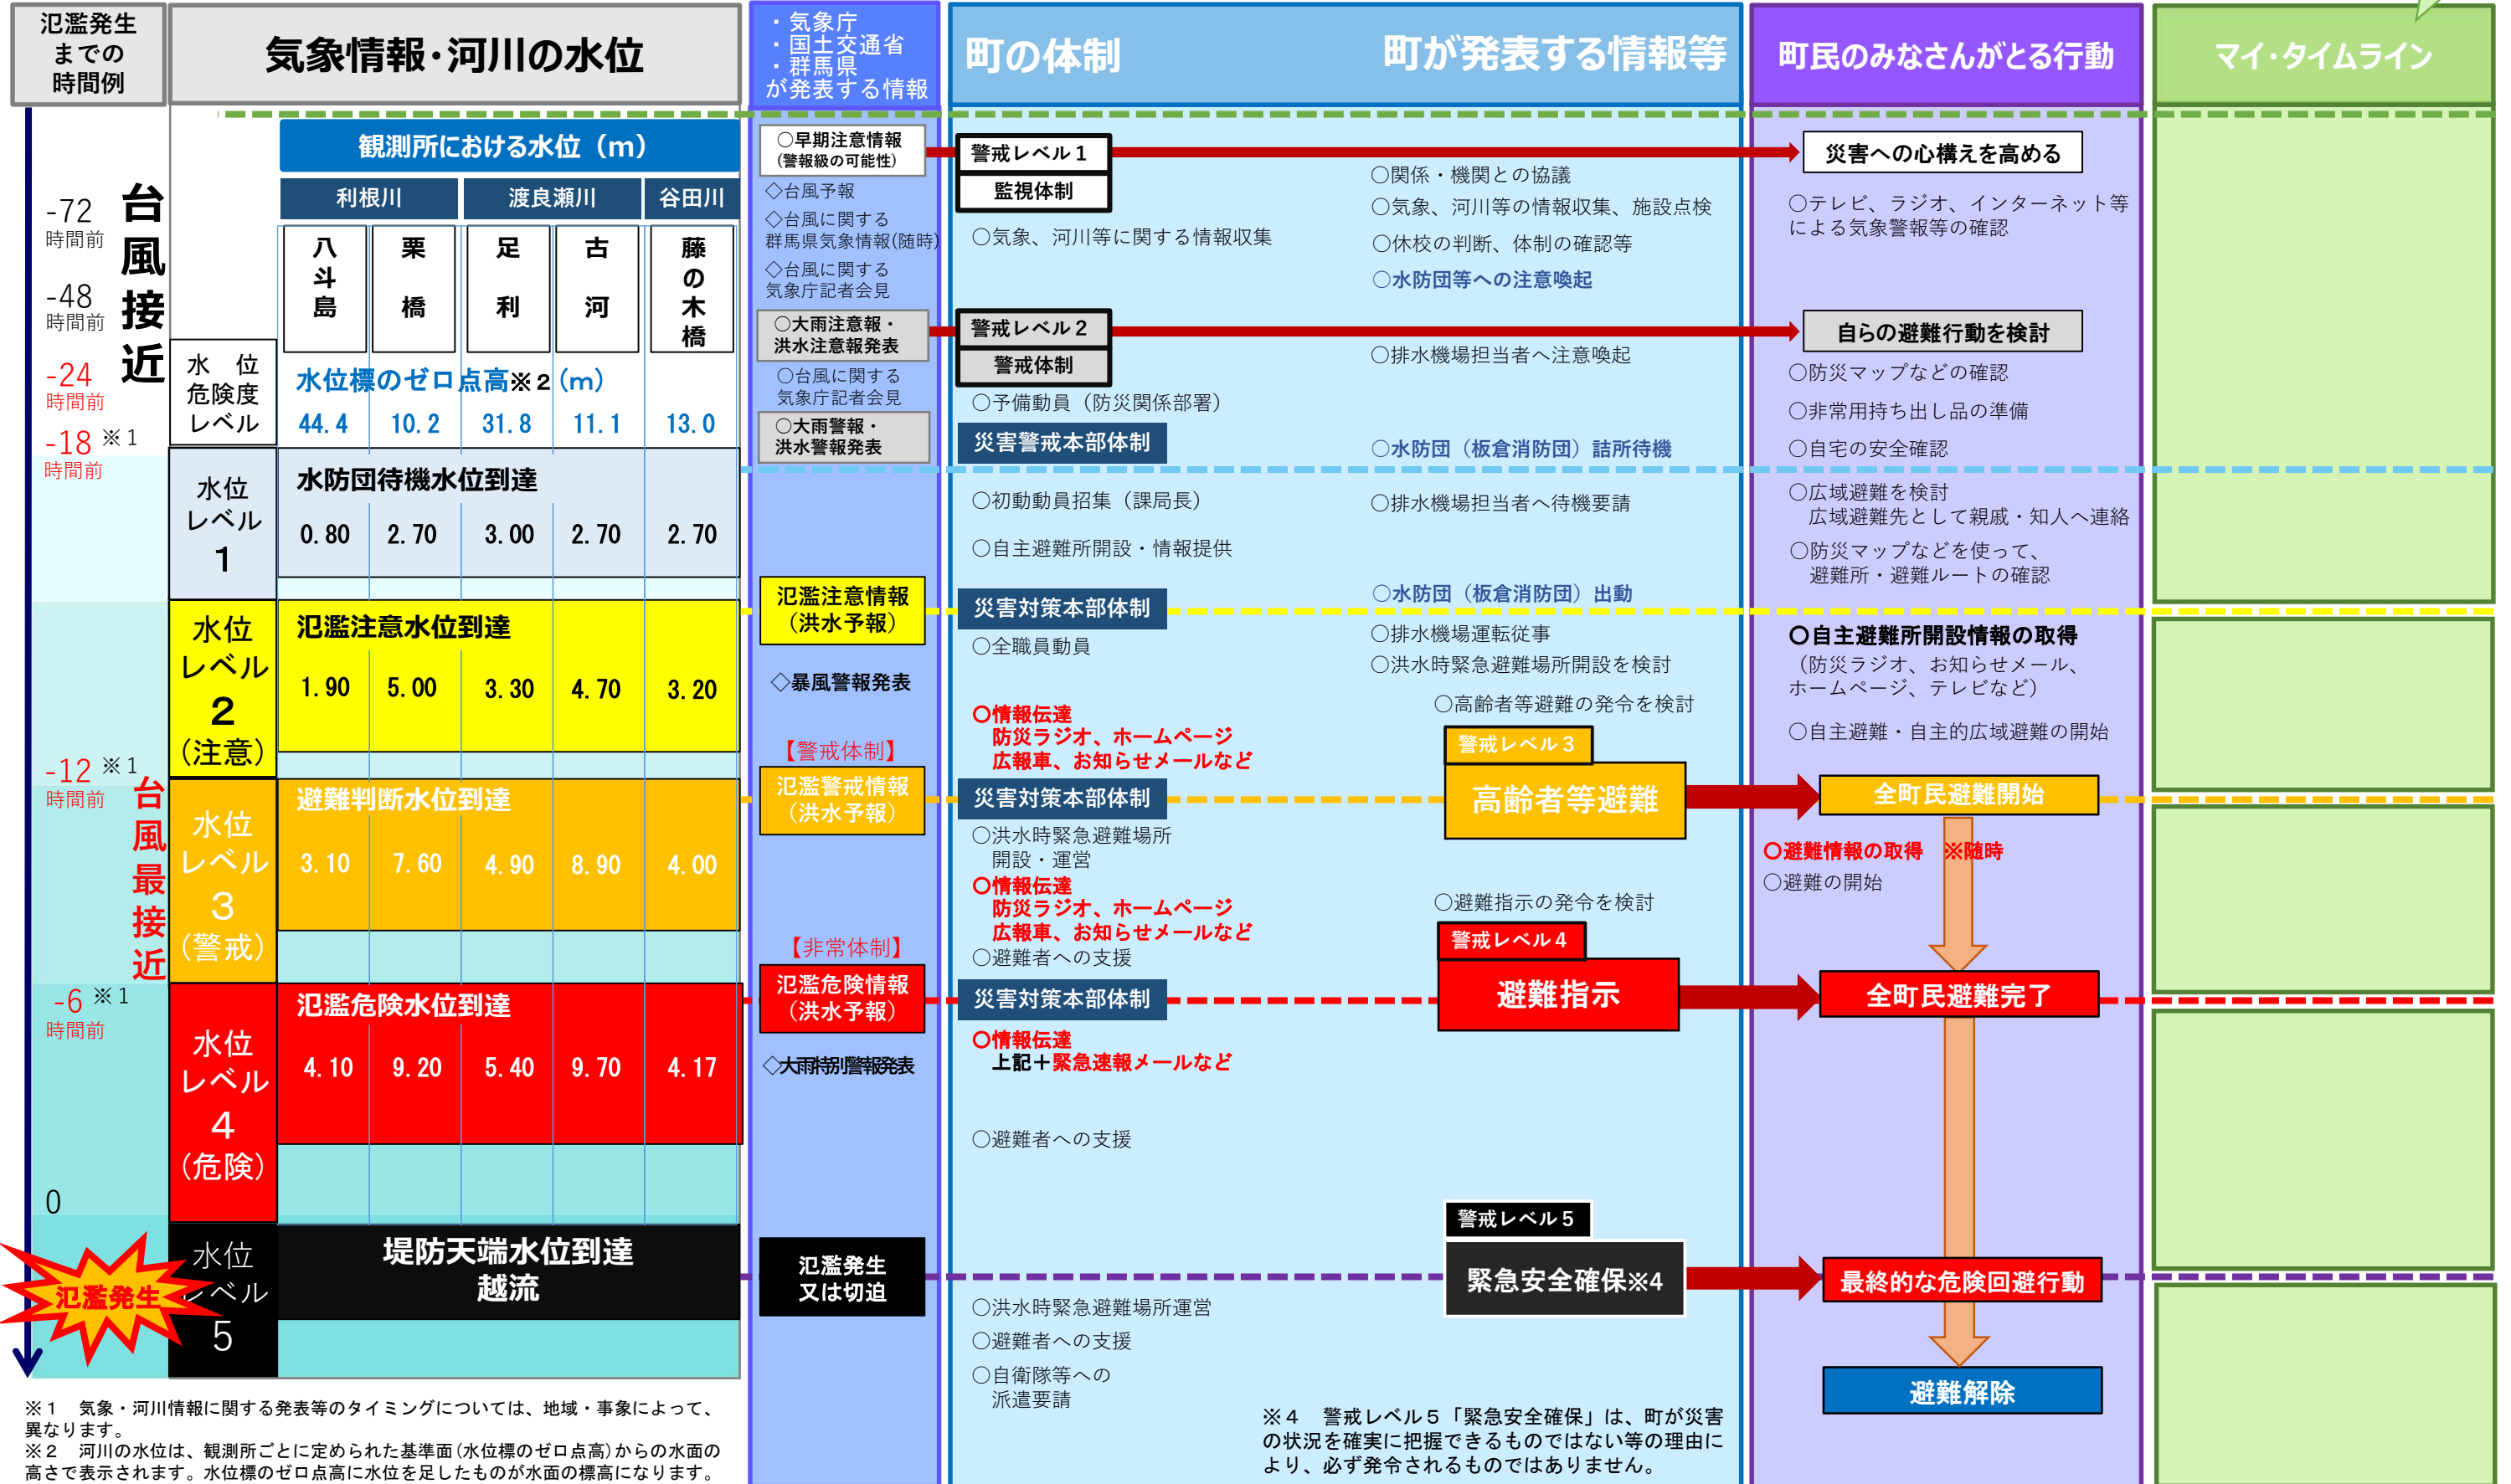 氾濫発生
までの
時間例
気象情報・河川の水位
・気象庁
・国土交通省
・群馬県
が発表する情報
町の体制
町が発表する情報等
町民のみなさんがとる行動
マイ・タイムライン
-72
時間前
-48
時間前
-24
時間前
-18 ※1
時間前
-12 ※1
時間前
-6 ※1
時間前
0
台風接近
台風最接近
氾濫発生
観測所における水位（m）
利根川
渡良瀬川
谷田川
八斗島
栗橋
足利
古河
藤の木橋
水 位
危険度
レベル
水位標のゼロ点高※2(m)
44.4 10.2 31.8 11.1 13.0
水位
レベル
1
水防団待機水位到達
0.80 2.70 3.00 2.70 2.70
水位
レベル
2
(注意)
氾濫注意水位到達
1.90 5.00 3.30 4.70 3.20
水位
レベル
3
(警戒)
避難判断水位到達
3.10 7.60 4.90 8.90 4.00
水位
レベル
4
(危険)
氾濫危険水位到達
4.10 9.20 5.40 9.70 4.17
水位
レベル
5
堤防天端水位到達
越流
○早期注意情報
(警報級の可能性)
◇台風予報
◇台風に関する
群馬県気象情報(随時)
◇台風に関する
気象庁記者会見
○大雨注意報・
洪水注意報発表
○台風に関する
気象庁記者会見
○大雨警報・
洪水警報発表
氾濫注意情報
（洪水予報）
◇暴風警報発表
【警戒体制】
氾濫警戒情報
（洪水予報）
【非常体制】
氾濫危険情報
（洪水予報）
◇大雨特別警報発表
氾濫発生
又は切迫
警戒レベル１
監視体制
○気象、河川等に関する情報収集
警戒レベル２
警戒体制
○予備動員（防災関係部署）
災害警戒本部体制
○初動動員招集（課局長）
○自主避難所開設・情報提供
災害対策本部体制
○全職員動員
○情報伝達
防災ラジオ、ホームページ
広報車、お知らせメールなど
災害対策本部体制
○洪水時緊急避難場所
開設・運営
○情報伝達
防災ラジオ、ホームページ
広報車、お知らせメールなど
○避難者への支援
災害対策本部体制
○情報伝達
上記＋緊急速報メールなど
○避難者への支援
○洪水時緊急避難場所運営
○避難者への支援
○自衛隊等への
派遣要請
○関係・機関との協議
○気象、河川等の情報収集、施設点検
○休校の判断、体制の確認等
○水防団等への注意喚起
○排水機場担当者へ注意喚起
○水防団（板倉消防団）詰所待機
○排水機場担当者へ待機要請
○水防団（板倉消防団）出動
○排水機場運転従事
○洪水時緊急避難場所開設を検討
○高齢者等避難の発令を検討
警戒レベル３
高齢者等避難
○避難指示の発令を検討
警戒レベル４
避難指示
警戒レベル５
緊急安全確保※4
災害への心構えを高める
○テレビ、ラジオ、インターネット等
による気象警報等の確認
自らの避難行動を検討
○防災マップなどの確認
○非常用持ち出し品の準備
○自宅の安全確認
○広域避難を検討
広域避難先として親戚・知人へ連絡
○防災マップなどを使って、
避難所・避難ルートの確認
○自主避難所開設情報の取得
（防災ラジオ、お知らせメール、
ホームページ、テレビなど）
○自主避難・自主的広域避難の開始
全町民避難開始
○避難情報の取得　※随時
○避難の開始
全町民避難完了
最終的な危険回避行動
避難解除
※１　気象・河川情報に関する発表等のタイミングについては、地域・事象によって、
異なります。
※２　河川の水位は、観測所ごとに定められた基準面(水位標のゼロ点高)からの水面の
高さで表示されます。水位標のゼロ点高に水位を足したものが水面の標高になります。
※４　警戒レベル５「緊急安全確保」は、町が災害
の状況を確実に把握できるものではない等の理由に
より、必ず発令されるものではありません。